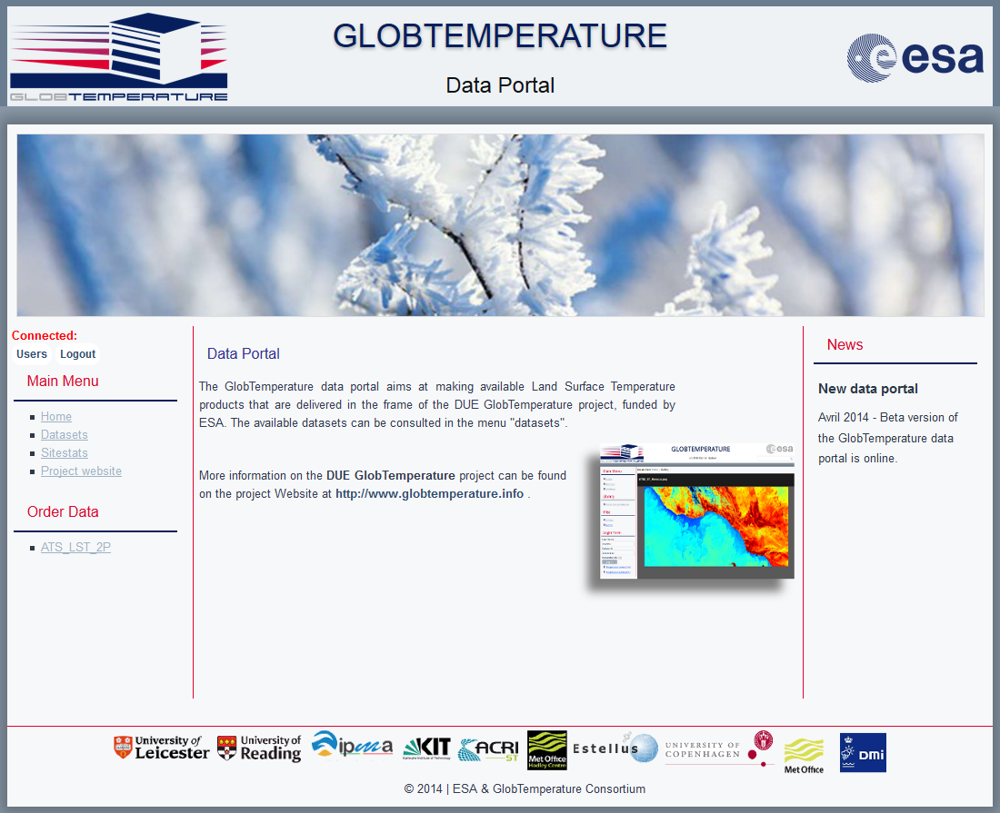 GLOBTEMPERATURE
GLOBTEMPERATURE
Data Portal
esa
Connected:
Users Logout
Main Menu
Home
Datasets
Sitestats
Project website
Order Data
ATS_LST_2P
Data Portal
The GlobTemperature data portal aims at making available Land Surface Temperature
products that are delivered in the frame of the DUE GlobTemperature project, funded by
ESA. The available datasets can be consulted in the menu "datasets".
More information on the DUE GlobTemperature project can be found
on the project Website at http://www.globtemperature.info .
GLOBTEMPERATURE
esa
Main Menu
News
New data portal
Avril 2014 - Beta version of
the GlobTemperature data
portal is online.
University of
Leicester
University of
Reading
ipma
KIT
Karlsruhe Institute of Technology
ACRI
ST
Met Office
Hadley Centre
Estellus
UNIVERSITY OF
COPENHAGEN
Met Office
DMI
© 2014 | ESA & GlobTemperature Consortium